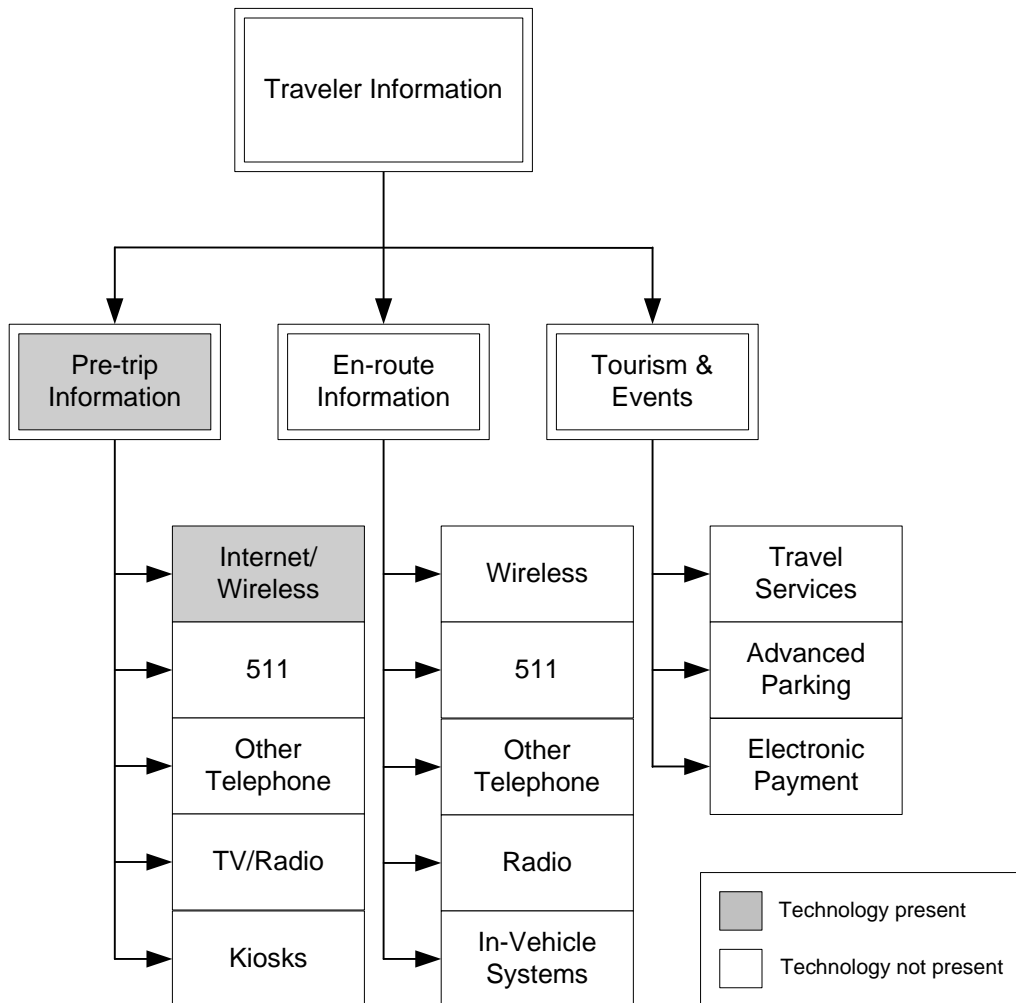 Traveler Information
Pre-trip
Information
En-route
Information
Tourism &
Events
Internet/
Wireless
511
Other
Telephone
TV/Radio
Kiosks
Wireless
511
Other
Telephone
Radio
In-Vehicle
Systems
Travel
Services
Advanced
Parking
Electronic
Payment
Technology present
Technology not present